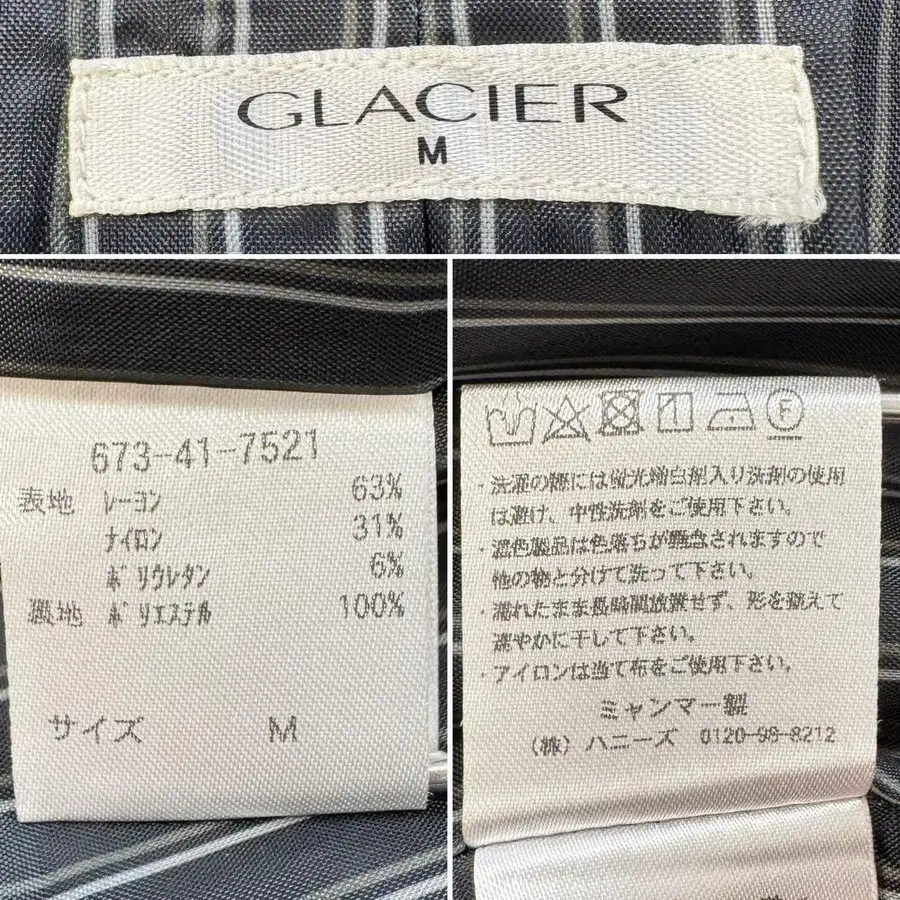 GLACIER
M
673-41-7521
表地 レーヨン 63%
ナイロン 31%
ポリウレタン 6%
裏地 ポリエステル 100%
サイズ M
F
・洗濯の際には蛍光増白剤入り洗剤の使用
は避け、中性洗剤をご使用下さい。
・濃色製品は色落ちが懸念されますので
他の物と分けて洗って下さい。
・濡れたまま長時間放置せず、形を整えて
速やかに干して下さい。
・アイロンは当て布をご使用下さい。
ミャンマー製
(株) ハニーズ 0120-98-8212